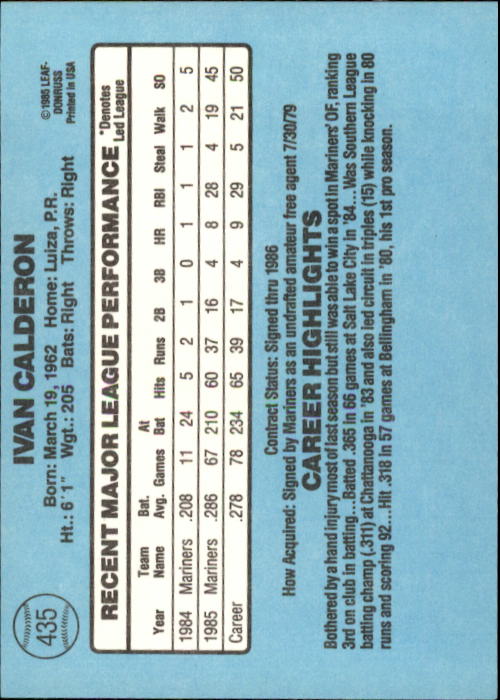 435
IVAN CALDERON
©1985 LEAF-
DONRUSS
Printed in USA
Born: March 19, 1962 Home: Luiza, P.R.
Ht.: 6'1" Wgt.: 205 Bats: Right Throws: Right
RECENT MAJOR LEAGUE PERFORMANCE *Denotes Led League
Year Team Name Bat. Avg. Games At Bat Hits Runs 2B 3B HR RBI Steal Walk SO
1984 Mariners .208 11 24 5 2 1 0 1 1 1 2 5
1985 Mariners .286 67 210 60 37 16 4 8 28 4 19 45
Career .278 78 234 65 39 17 4 9 29 5 21 50
Contract Status: Signed thru 1986
How Acquired: Signed by Mariners as an undrafted amateur free agent 7/30/79
CAREER HIGHLIGHTS
Bothered by a hand injury most of last season but still was able to win a spot in Mariners' OF, ranking
3rd on club in batting...Batted .365 in 66 games at Salt Lake City in '84...Was Southern League
batting champ (.311) at Chattanooga in '83 and also led circuit in triples (15) while knocking in 80
runs and scoring 92...Hit .318 in 57 games at Bellingham in '80, his 1st pro season.